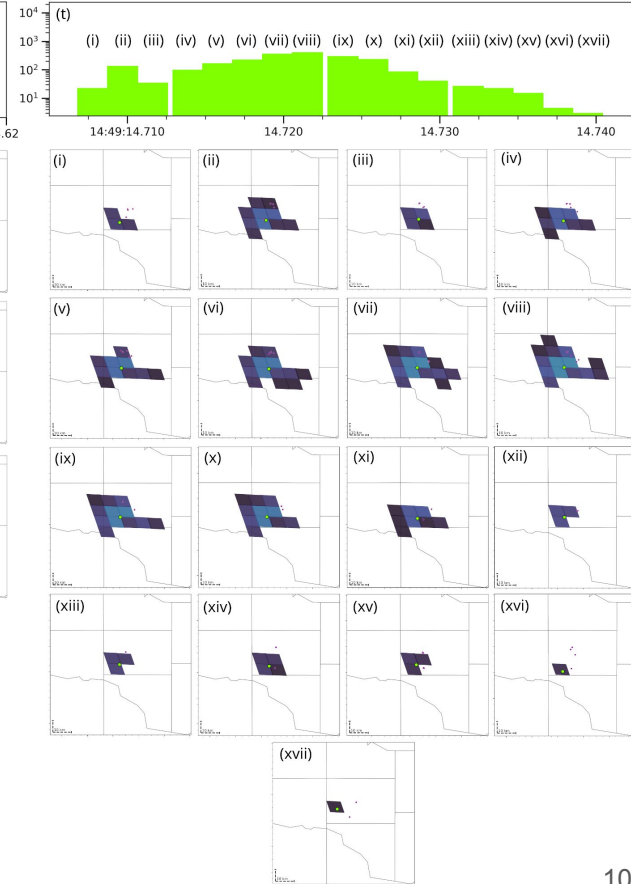 (t)
10⁴
10³
10²
10¹
(i) (ii) (iii) (iv) (v) (vi) (vii) (viii) (ix) (x) (xi) (xii) (xiii) (xiv) (xv) (xvi) (xvii)
.62
14:49:14.710 14.720 14.730 14.740
(i) (ii) (iii) (iv)
(v) (vi) (vii) (viii)
(ix) (x) (xi) (xii)
(xiii) (xiv) (xv) (xvi)
(xvii)
10